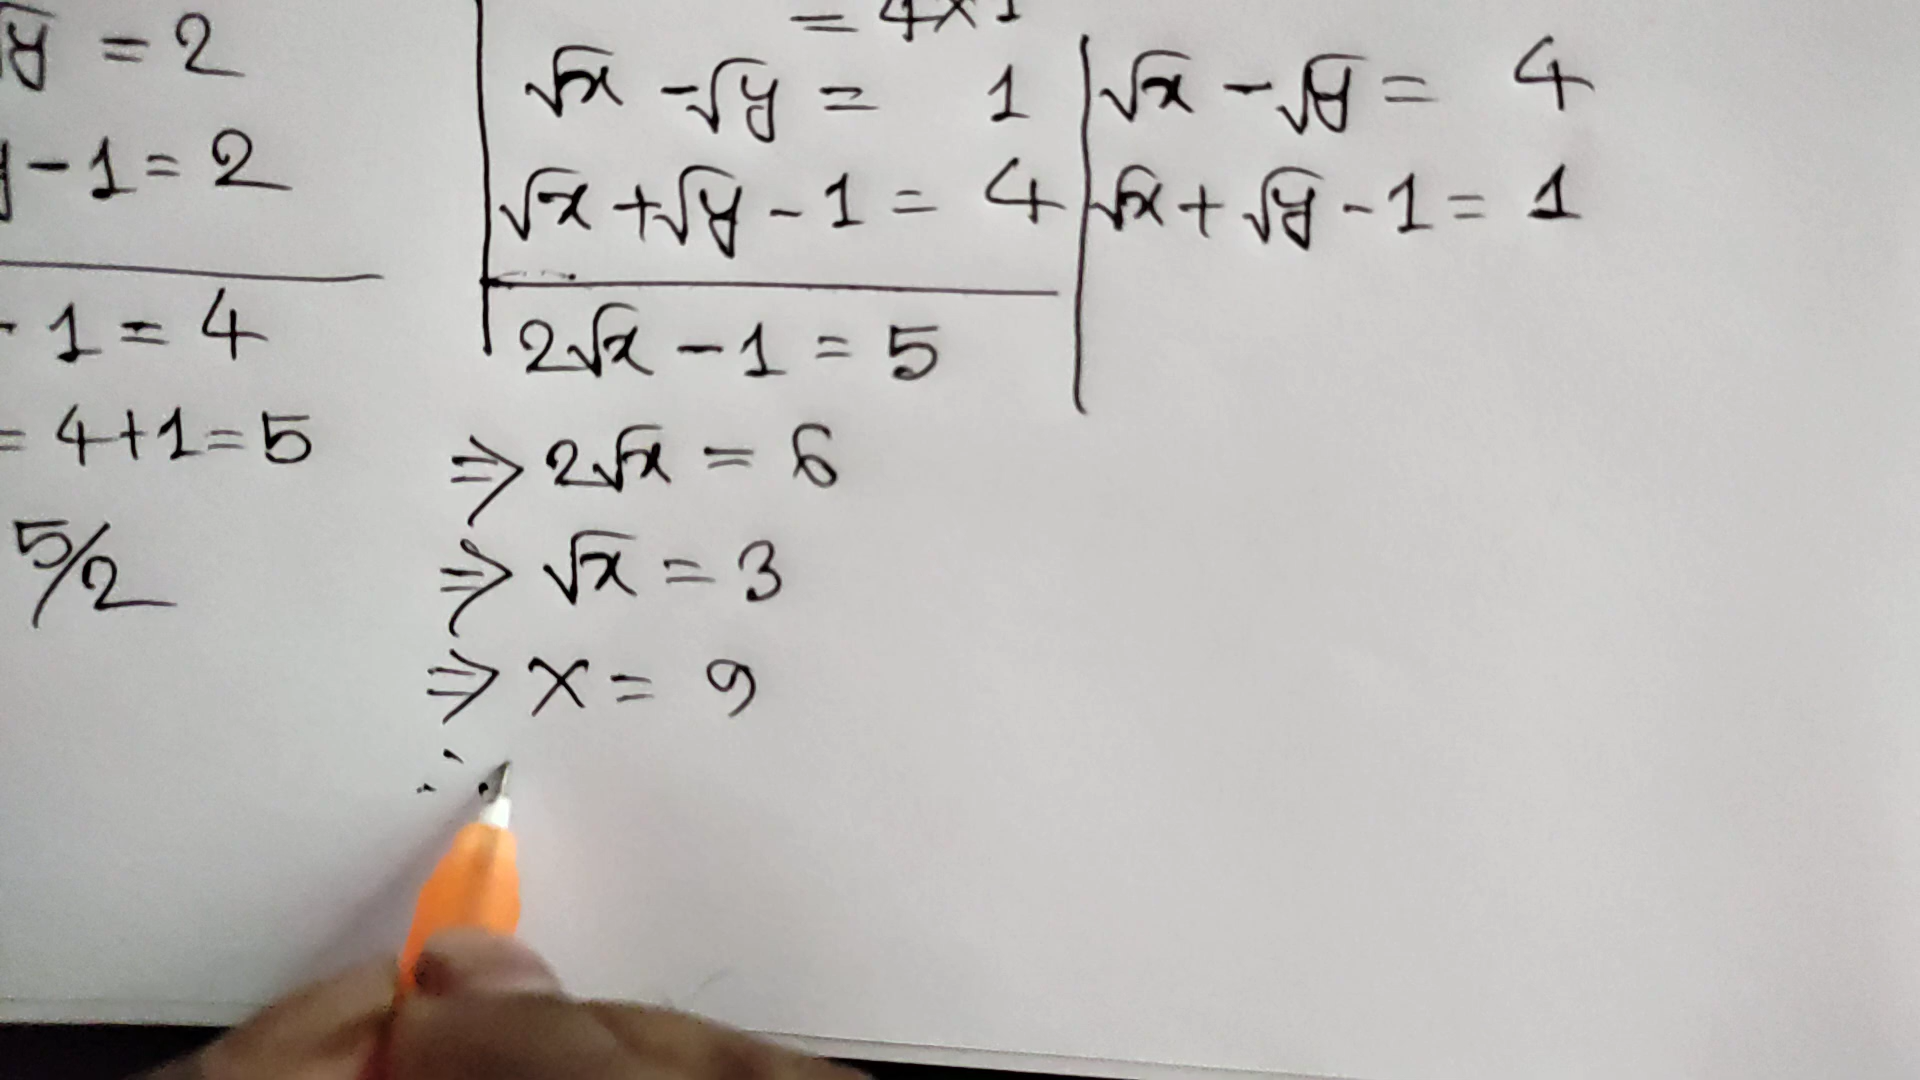 = 4×1
√y = 2
y - 1 = 2
- 1 = 4
= 4+1 = 5
5/2
√x - √y = 1
√x + √y - 1 = 4
2√x - 1 = 5
⇒ 2√x = 6
⇒ √x = 3
⇒ x = 9
∴
√x - √y = 4
√x + √y - 1 = 1